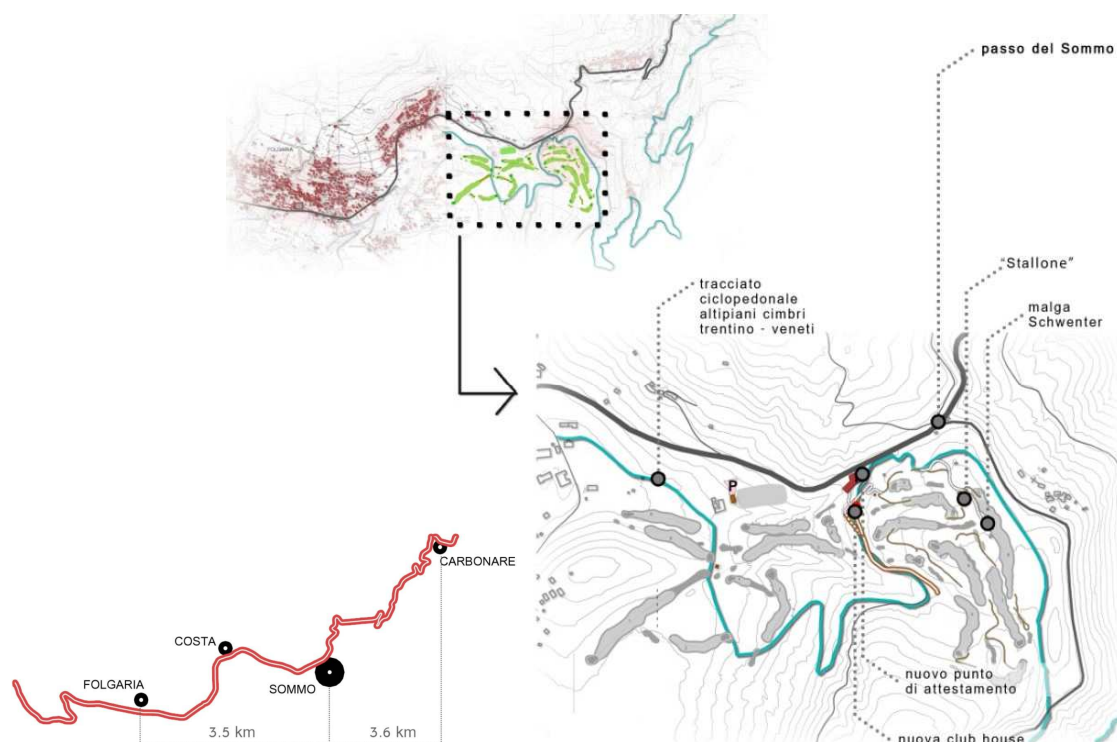 passo del Sommo
FOLGARIA
"Stallone"
malga
Schwenter
tracciato
ciclopedonale
altipiani cimbri
trentino - veneti
P
CARBONARE
COSTA
FOLGARIA
SOMMO
3.5 km
3.6 km
nuovo punto
di attestamento
nuova club house